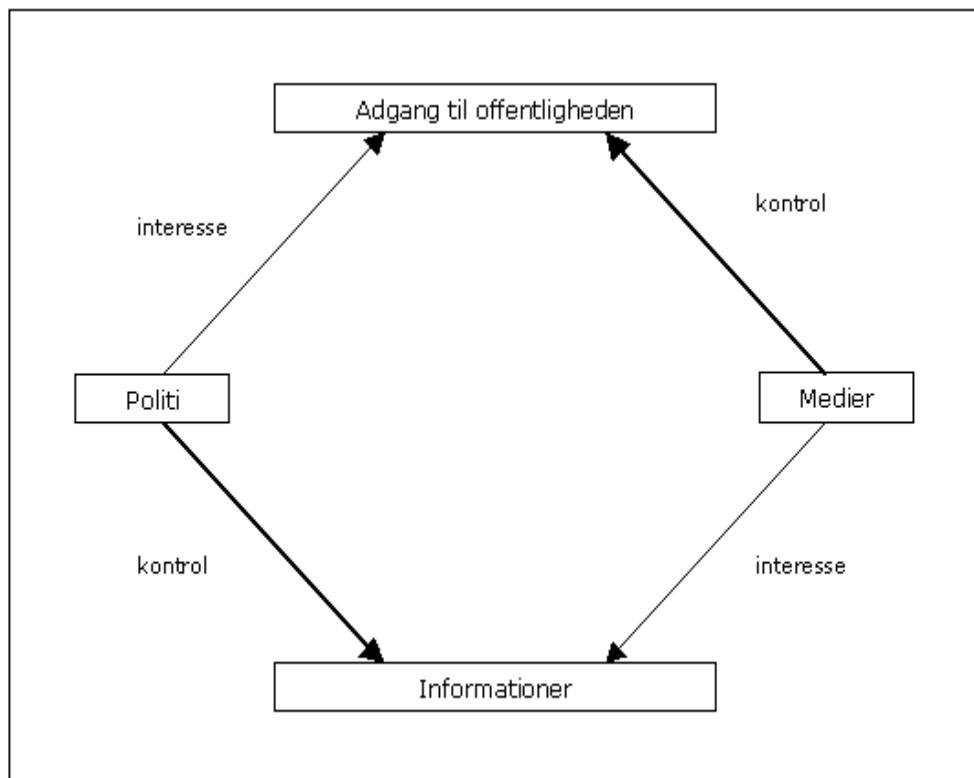 Adgang til offentligheden
kontrol
interesse
Politi
Medier
kontrol
interesse
Informationer